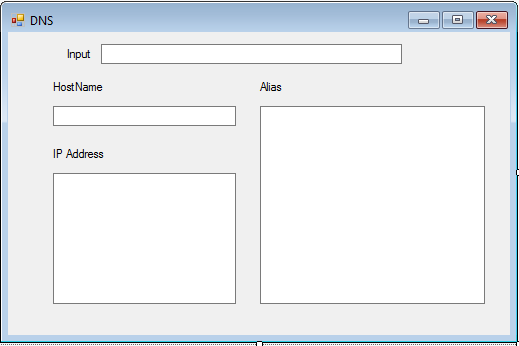 DNS
Input
HostName
Alias
IP Address